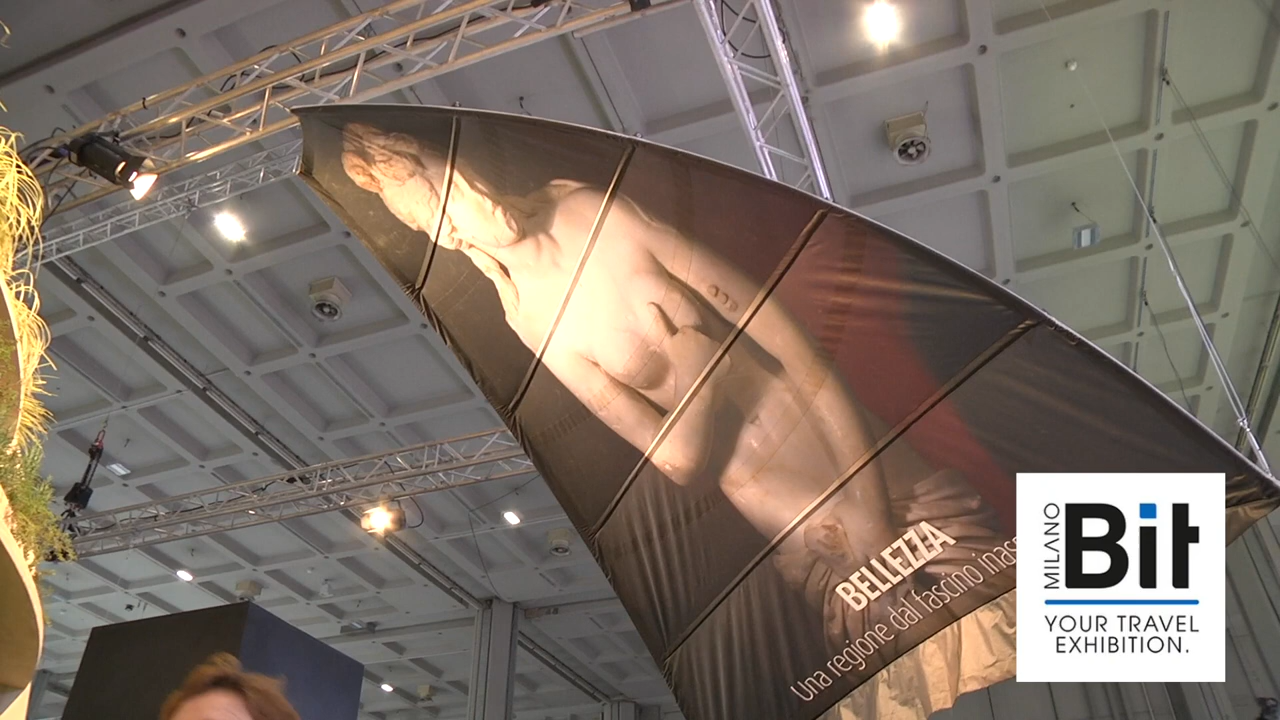 BELLEZZA
Una regione dal fascino
MILANO
Bit
YOUR TRAVEL
EXHIBITION.